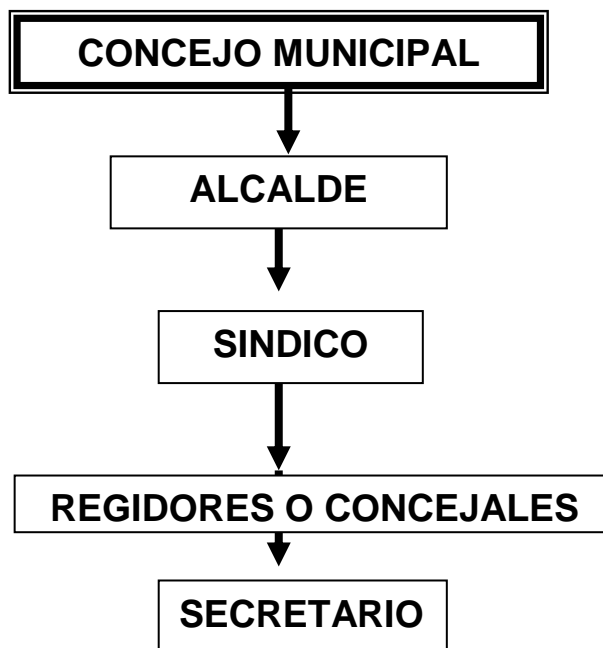 CONCEJO MUNICIPAL
ALCALDE
SINDICO
REGIDORES O CONCEJALES
SECRETARIO